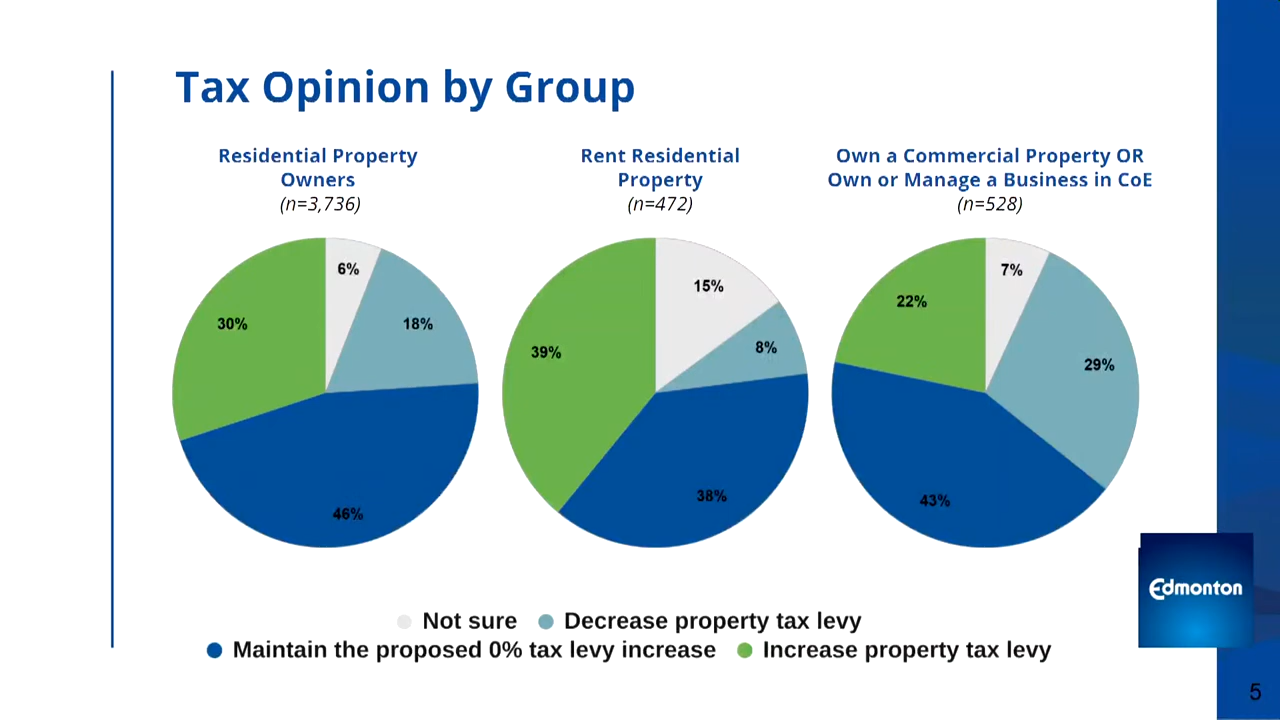 Tax Opinion by Group
Residential Property
Owners
(n=3,736)
Rent Residential
Property
(n=472)
Own a Commercial Property OR
Own or Manage a Business in CoE
(n=528)
6%
18%
30%
46%
15%
8%
39%
38%
7%
29%
22%
43%
Not sure
Decrease property tax levy
Maintain the proposed 0% tax levy increase
Increase property tax levy
Edmonton
5